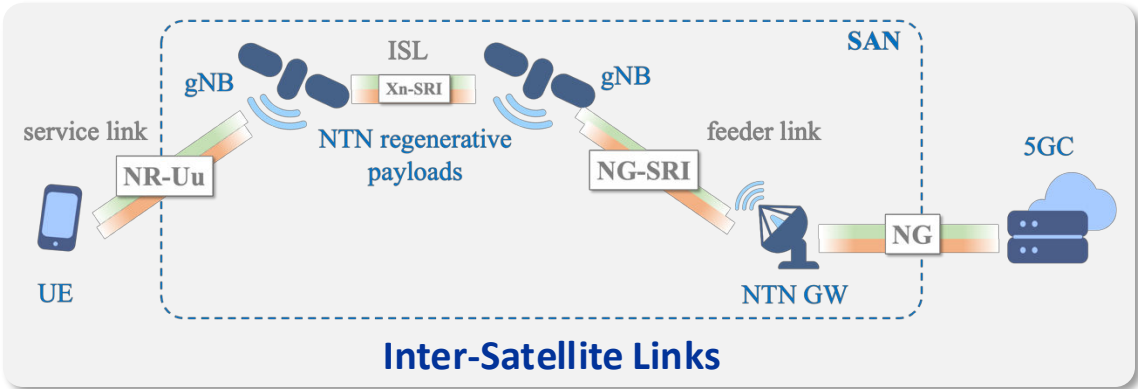 ISL
SAN
gNB
Xn-SRI
gNB
service link
NTN regenerative
payloads
feeder link
5GC
NR-Uu
NG-SRI
NG
UE
NTN GW
Inter-Satellite Links